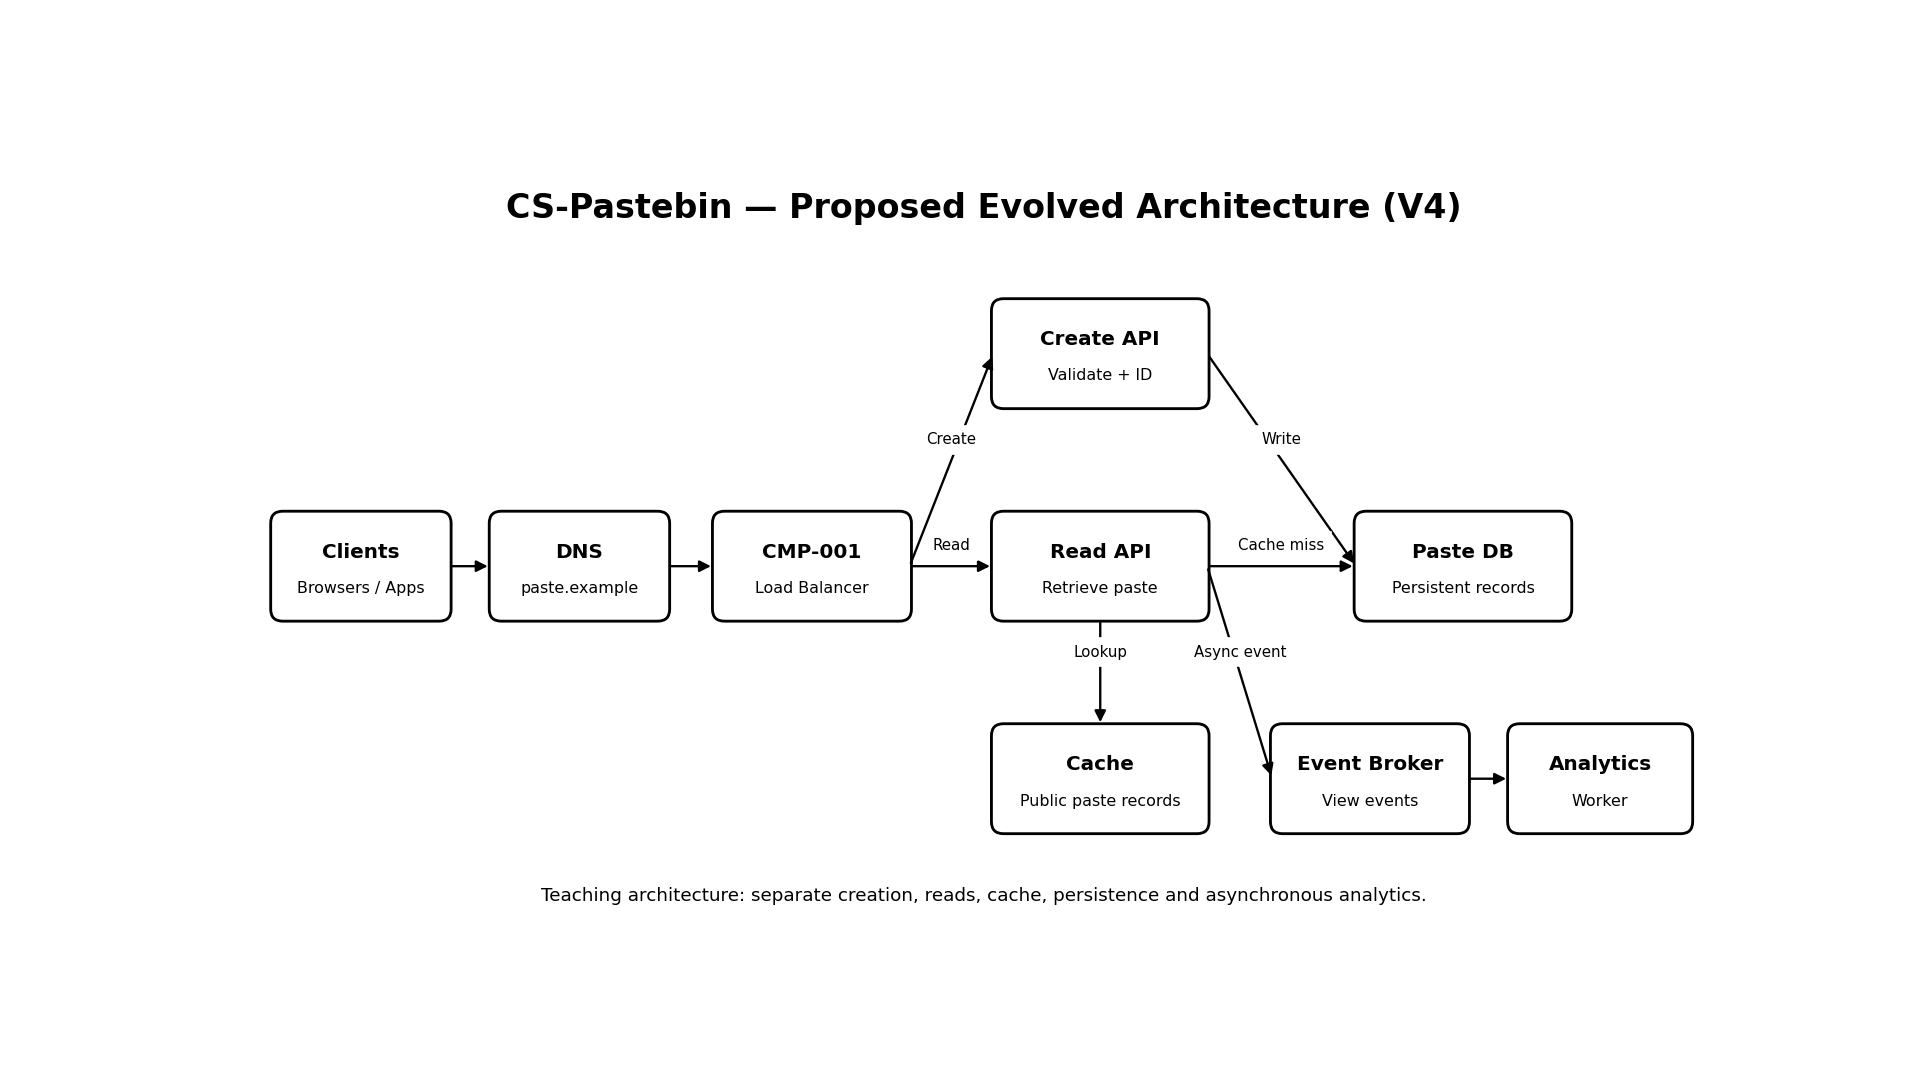 CS-Pastebin — Proposed Evolved Architecture (V4)
Create API
Validate + ID
Create
Write
Clients
Browsers / Apps
DNS
paste.example
CMP-001
Load Balancer
Read
Read API
Retrieve paste
Cache miss
Paste DB
Persistent records
Lookup
Async event
Cache
Public paste records
Event Broker
View events
Analytics
Worker
Teaching architecture: separate creation, reads, cache, persistence and asynchronous analytics.